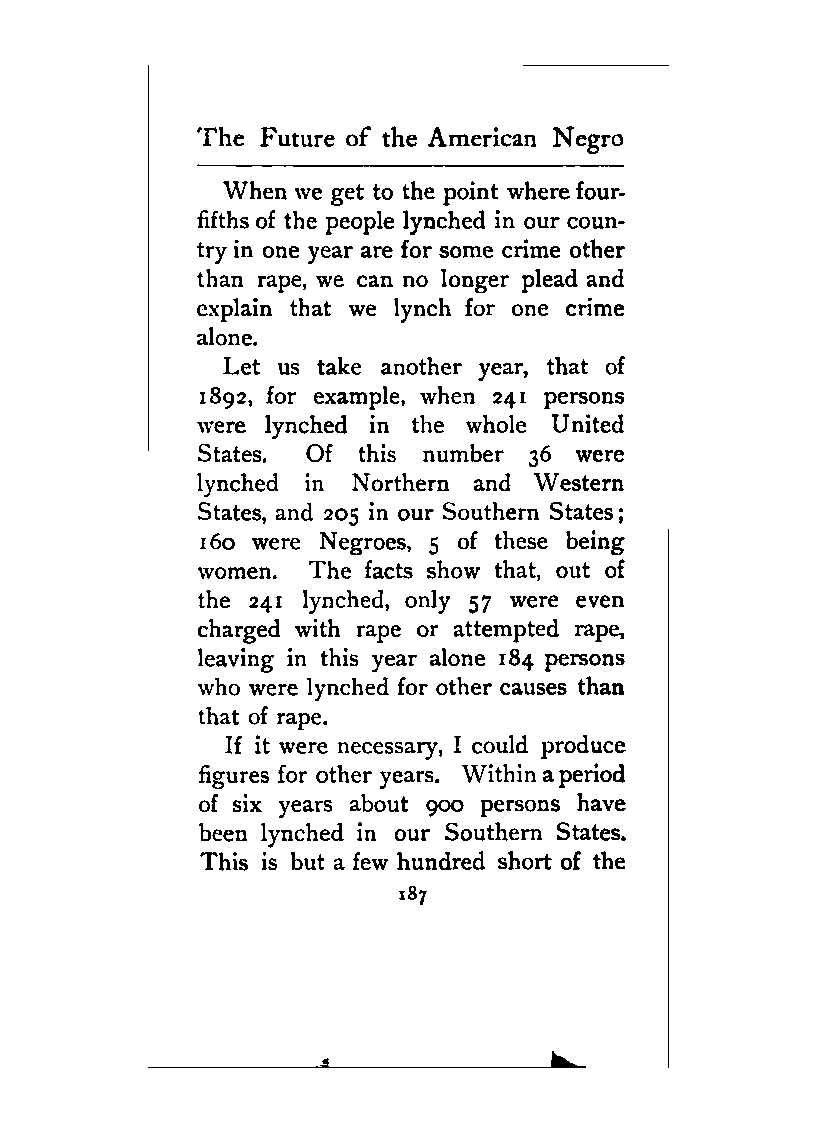 The Future of the American Negro
When we get to the point where four-
fifths of the people lynched in our coun-
try in one year are for some crime other
than rape, we can no longer plead and
explain that we lynch for one crime
alone.
Let us take another year, that of
1892, for example, when 241 persons
were lynched in the whole United
States. Of this number 36 were
lynched in Northern and Western
States, and 205 in our Southern States;
160 were Negroes, 5 of these being
women. The facts show that, out of
the 241 lynched, only 57 were even
charged with rape or attempted rape,
leaving in this year alone 184 persons
who were lynched for other causes than
that of rape.
If it were necessary, I could produce
figures for other years. Within a period
of six years about 900 persons have
been lynched in our Southern States.
This is but a few hundred short of the
187